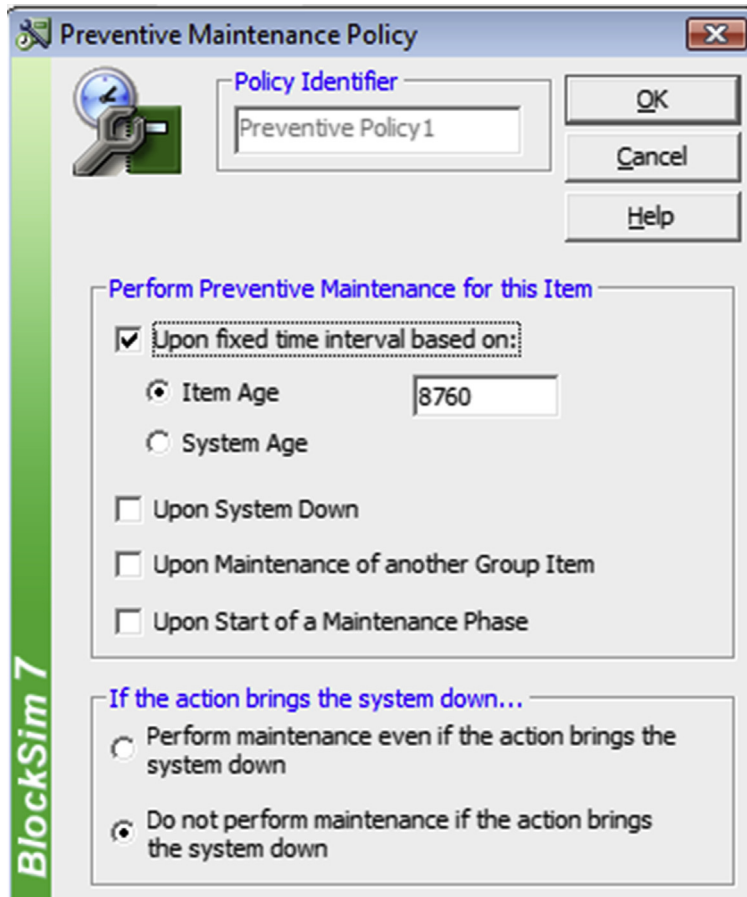 Preventive Maintenance Policy
Policy Identifier
Preventive Policy1
OK
Cancel
Help
Perform Preventive Maintenance for this Item
Upon fixed time interval based on:
Item Age
8760
System Age
Upon System Down
Upon Maintenance of another Group Item
Upon Start of a Maintenance Phase
If the action brings the system down...
Perform maintenance even if the action brings the
system down
Do not perform maintenance if the action brings
the system down
BlockSim 7